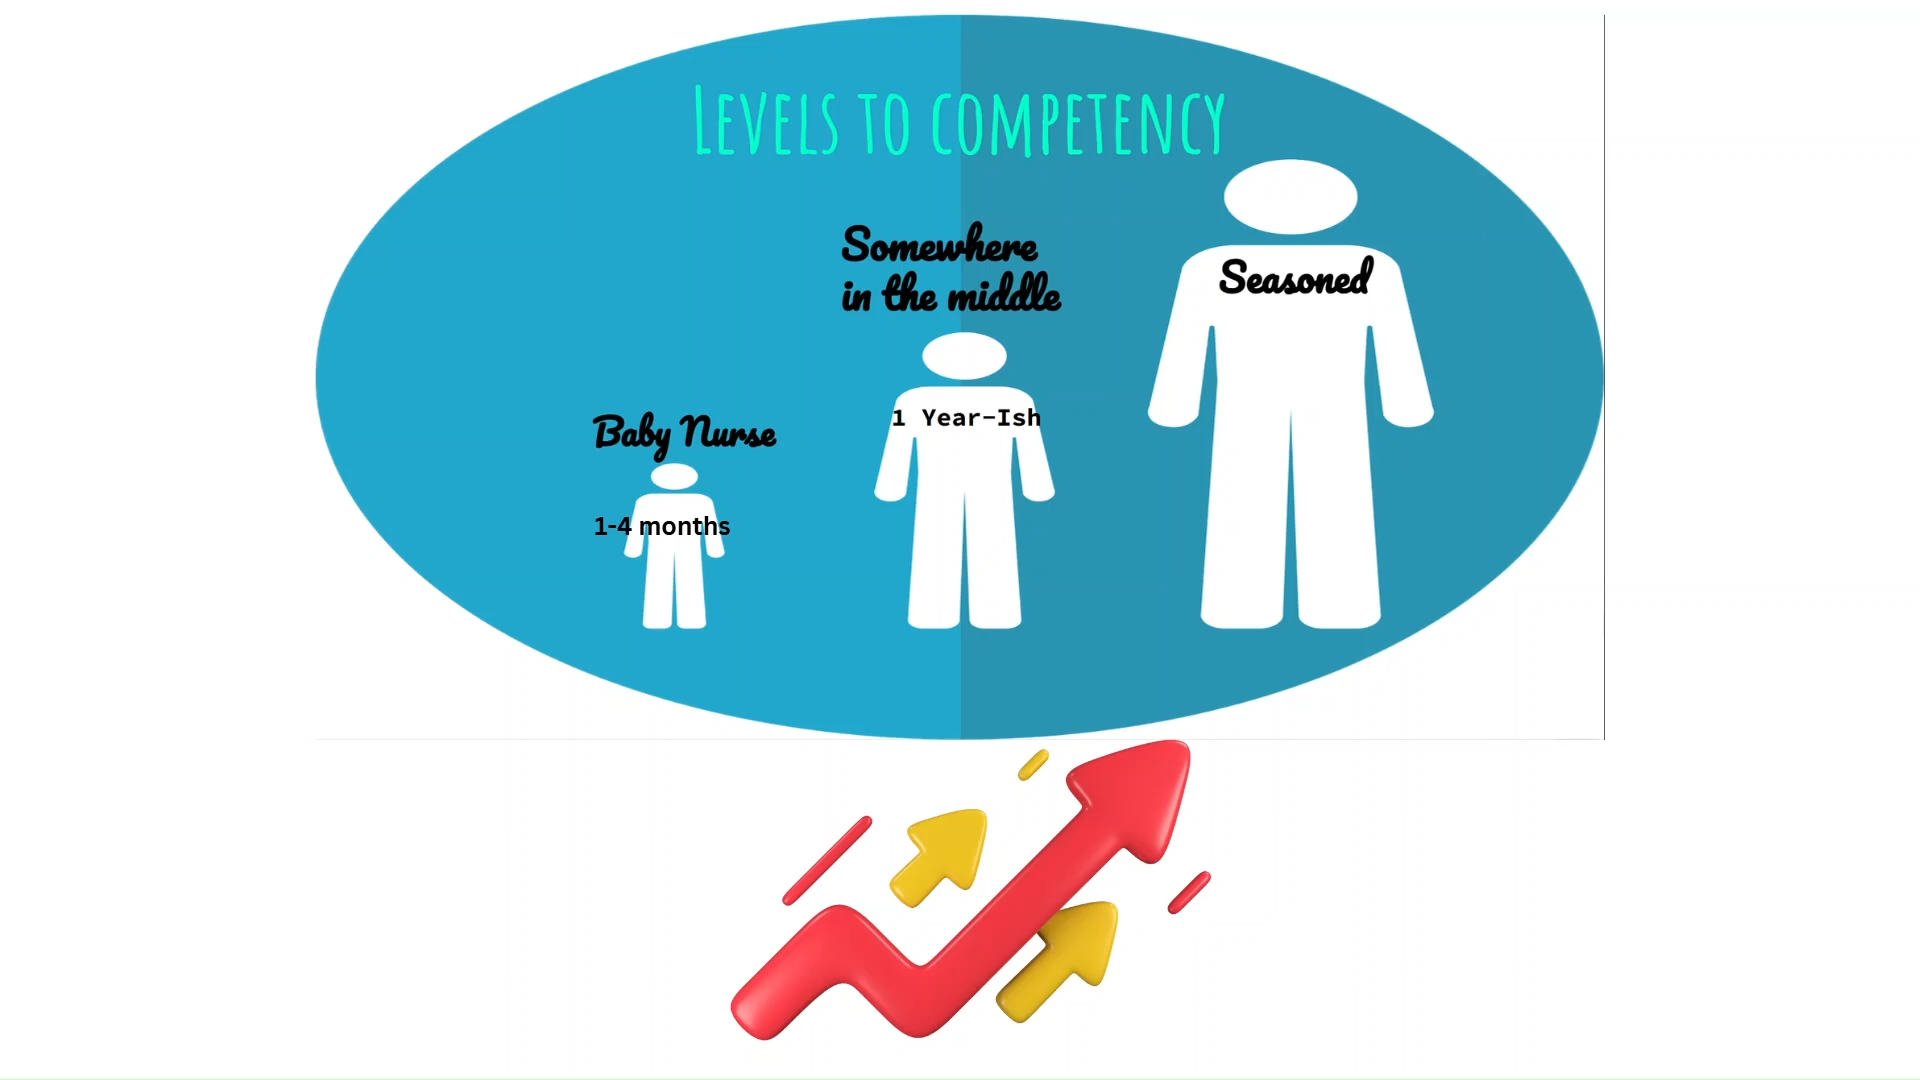 Levels to competency
Somewhere
in the middle
Seasoned
1 Year-Ish
Baby Nurse
1-4 months